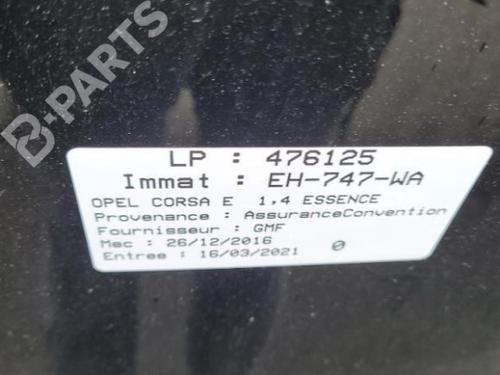 B-PARTS
LP : 476125
Immat : EH-747-WA
OPEL CORSA E 1,4 ESSENCE
Provenance : AssuranceConvention
Fournisseur : GMF
Mec : 26/12/2016
Entree : 16/03/2021 0